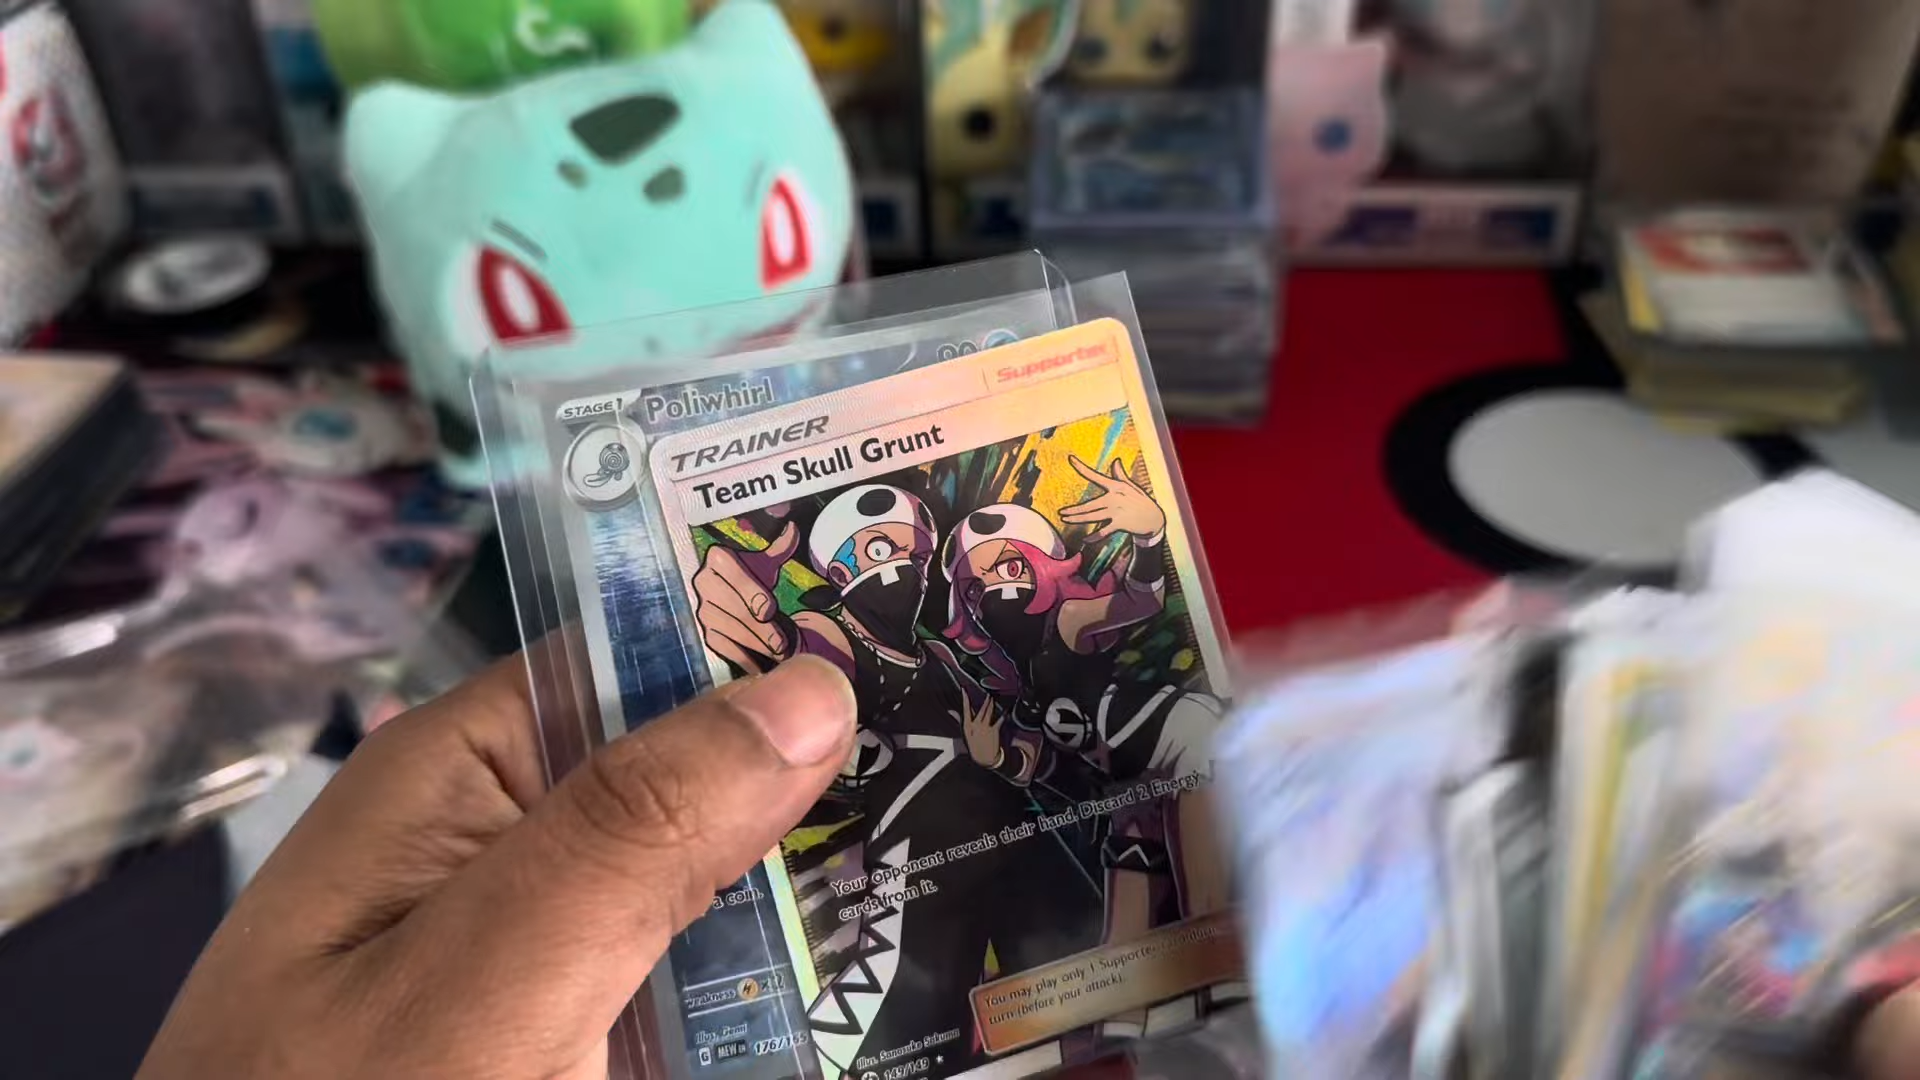 STAGE 1 Poliwhirl
TRAINER
Supporter
Team Skull Grunt
Your opponent reveals their hand. Discard 2 Energy
cards from it.
a coin.
You may play only 1 Supporter card during
turn (before your attack).
weakness ×2
Illus.
G MEW EN 176/165
Illus. Sanosuke Sakuma
149/149